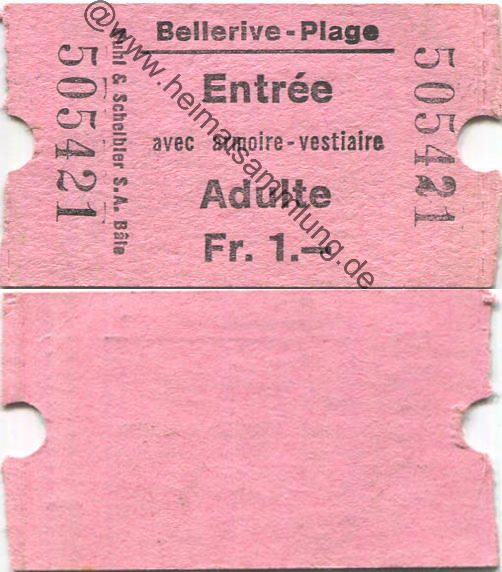 Bellerive-Plage
Entrée
avec armoire-vestiaire
Adulte
Fr. 1.—
505421
& Scheibler S.A. Bâle
505421
@www.heimatsammlung.de